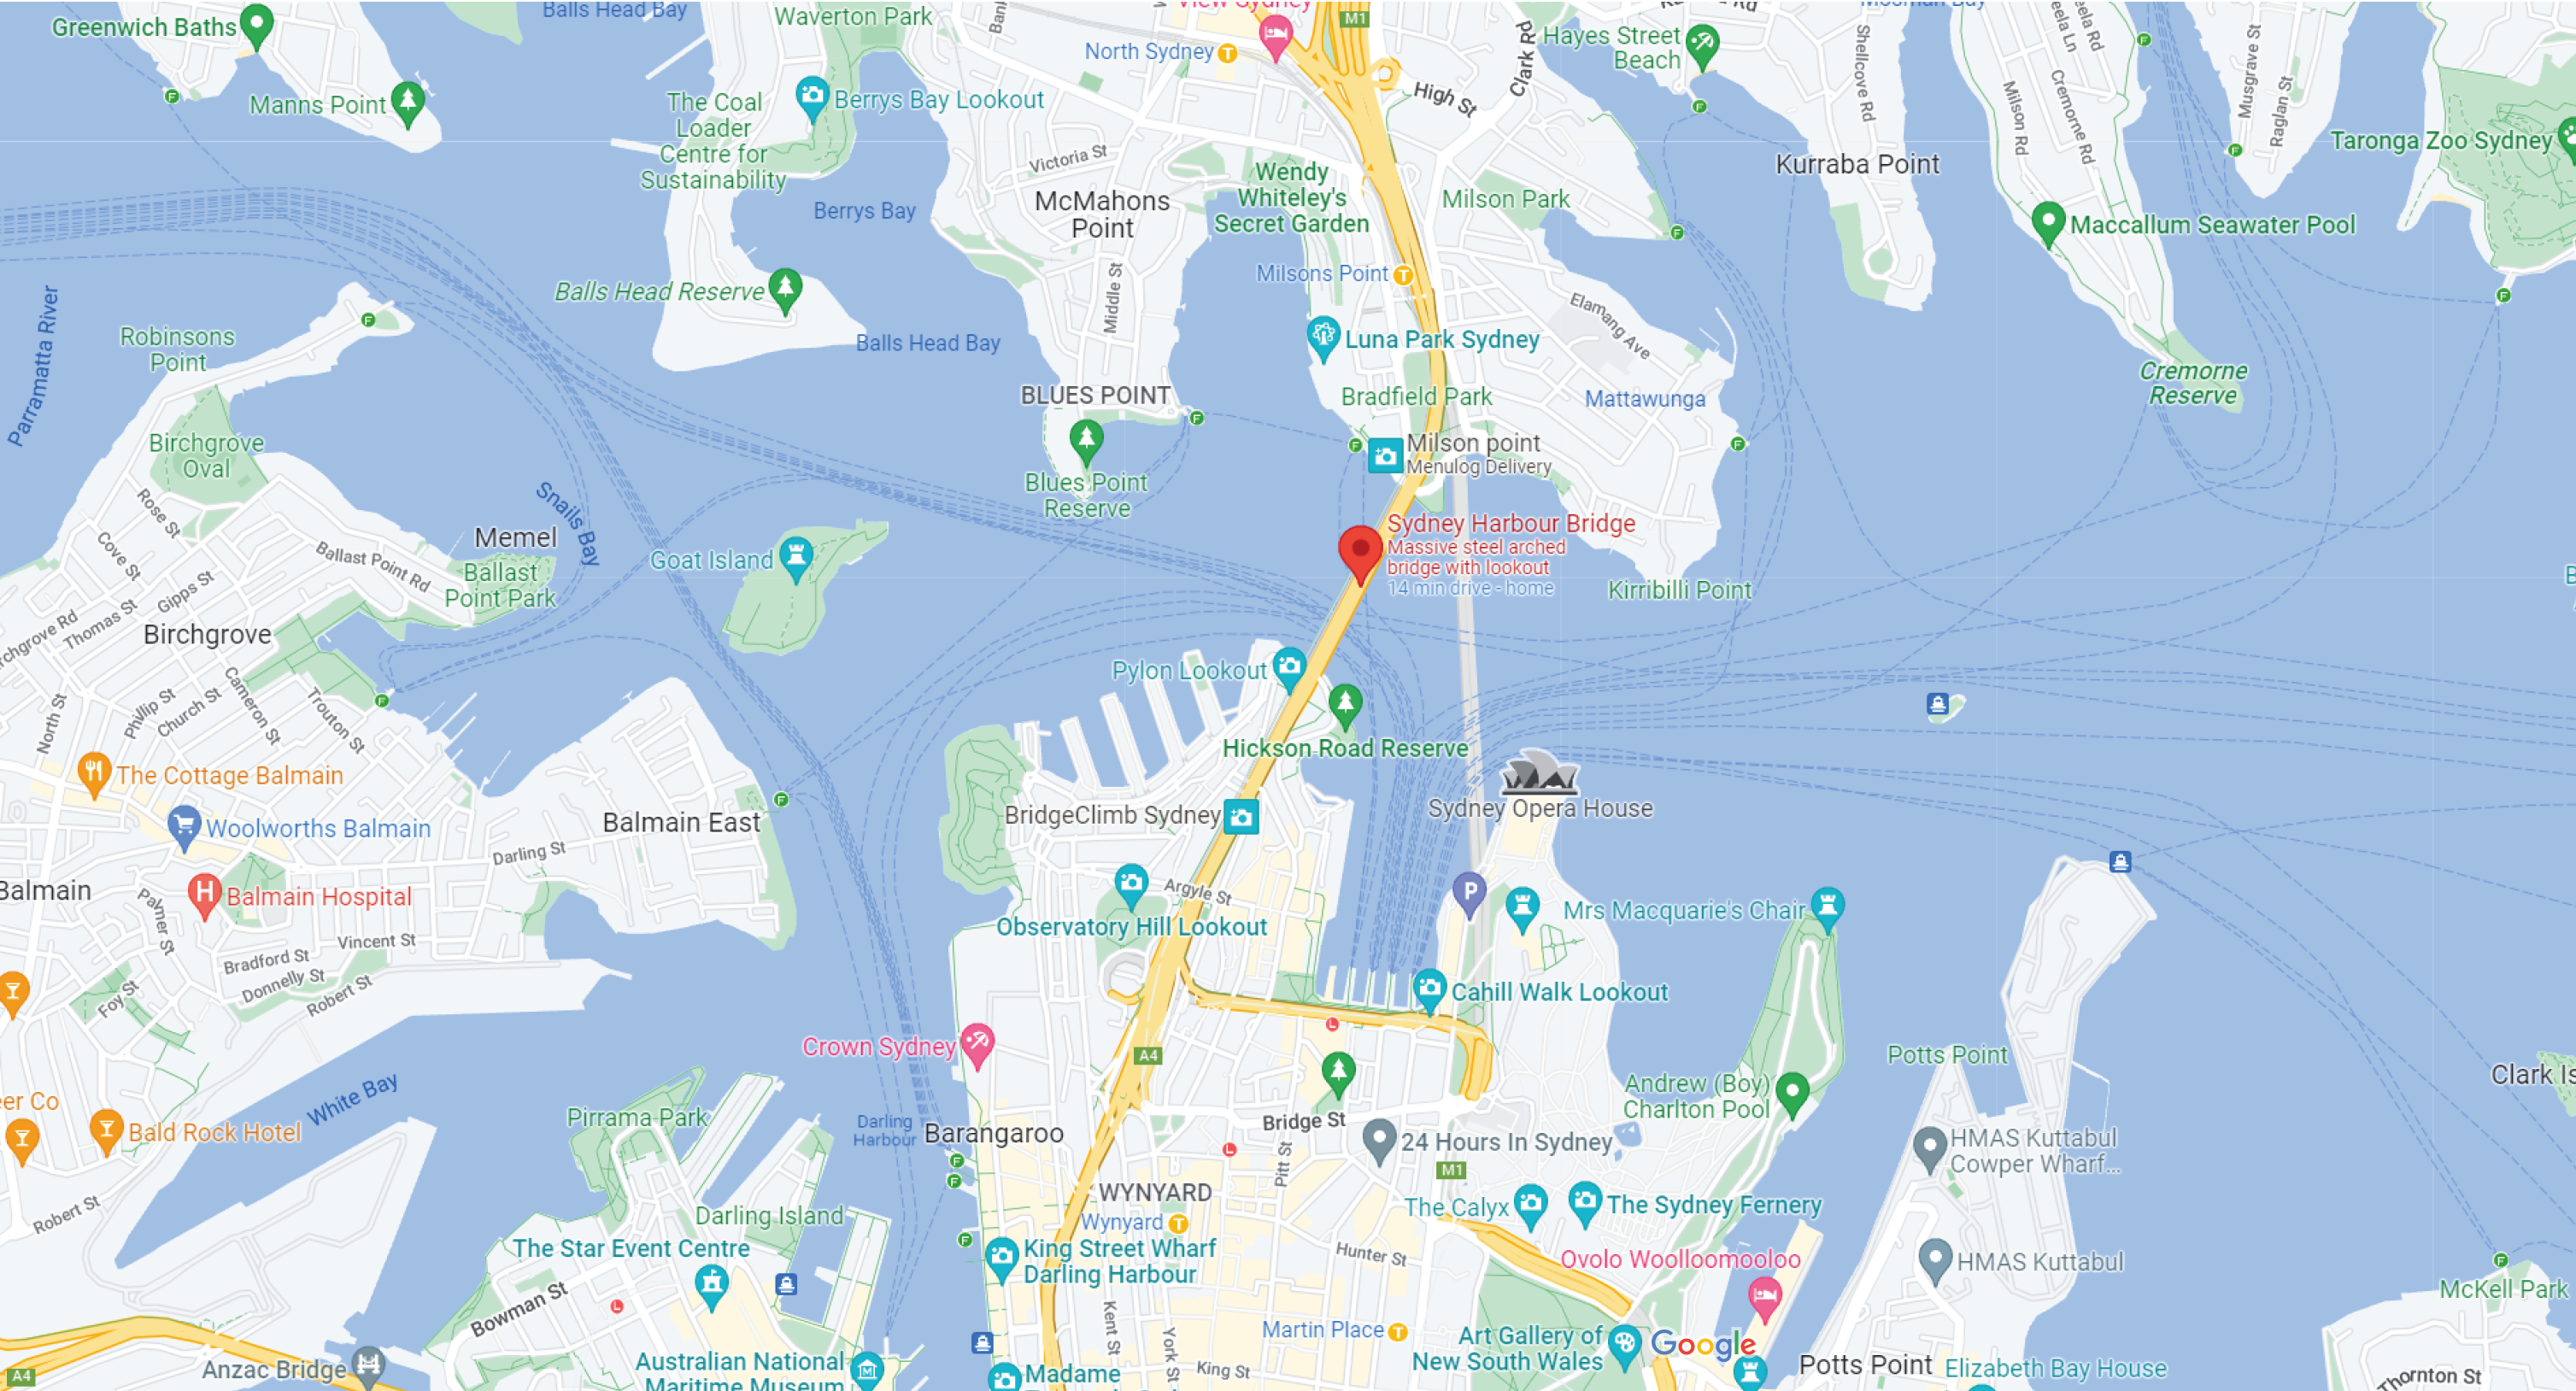 Balls Head Bay
Waverton Park
View Sydney
M1
Greenwich Baths
North Sydney
T
Clark Rd
Hayes Street
Beach
Shellcove Rd
Musgrave St
Raglan St
Manns Point
The Coal
Loader
Centre for
Sustainability
Berrys Bay Lookout
High St
Milson Rd
Cremorne Rd
Taronga Zoo Sydney
Victoria St
Wendy
Whiteley's
Secret Garden
Kurraba Point
McMahons
Point
Milson Park
Berrys Bay
Maccallum Seawater Pool
Parramatta River
Balls Head Reserve
Middle St
Milsons Point
T
Elamang Ave
Robinsons
Point
Balls Head Bay
Luna Park Sydney
Cremorne
Reserve
BLUES POINT
Bradfield Park
Mattawunga
Birchgrove
Oval
Milson point
Menulog Delivery
Blues Point
Reserve
Rose St
Snails Bay
Memel
Sydney Harbour Bridge
Massive steel arched
bridge with lookout
14 min drive - home
Cove St
Ballast Point Rd
Goat Island
Ballast
Point Park
Kirribilli Point
Gipps St
Thomas St
Birchgrove
Pylon Lookout
North St
Phillip St
Church St
Cameron St
Trouton St
Hickson Road Reserve
The Cottage Balmain
Sydney Opera House
Woolworths Balmain
Balmain East
BridgeClimb Sydney
Darling St
Balmain
H
Balmain Hospital
Palmer St
Argyle St
P
Mrs Macquarie's Chair
Observatory Hill Lookout
Vincent St
Bradford St
Donnelly St
Robert St
Foy St
Cahill Walk Lookout
Crown Sydney
A4
Potts Point
Clark Is
White Bay
Andrew (Boy)
Charlton Pool
Pirrama Park
Darling
Harbour
Barangaroo
Bridge St
Bald Rock Hotel
24 Hours In Sydney
HMAS Kuttabul
Cowper Wharf...
Pitt St
M1
WYNYARD
Wynyard
T
The Calyx
The Sydney Fernery
Robert St
Darling Island
The Star Event Centre
King Street Wharf
Darling Harbour
Hunter St
Ovolo Woolloomooloo
HMAS Kuttabul
McKell Park
Bowman St
Kent St
York St
Martin Place
T
Art Gallery of
New South Wales
Google
A4
Anzac Bridge
Australian National
Maritime Museum
Madame
King St
Potts Point
Elizabeth Bay House
Thornton St